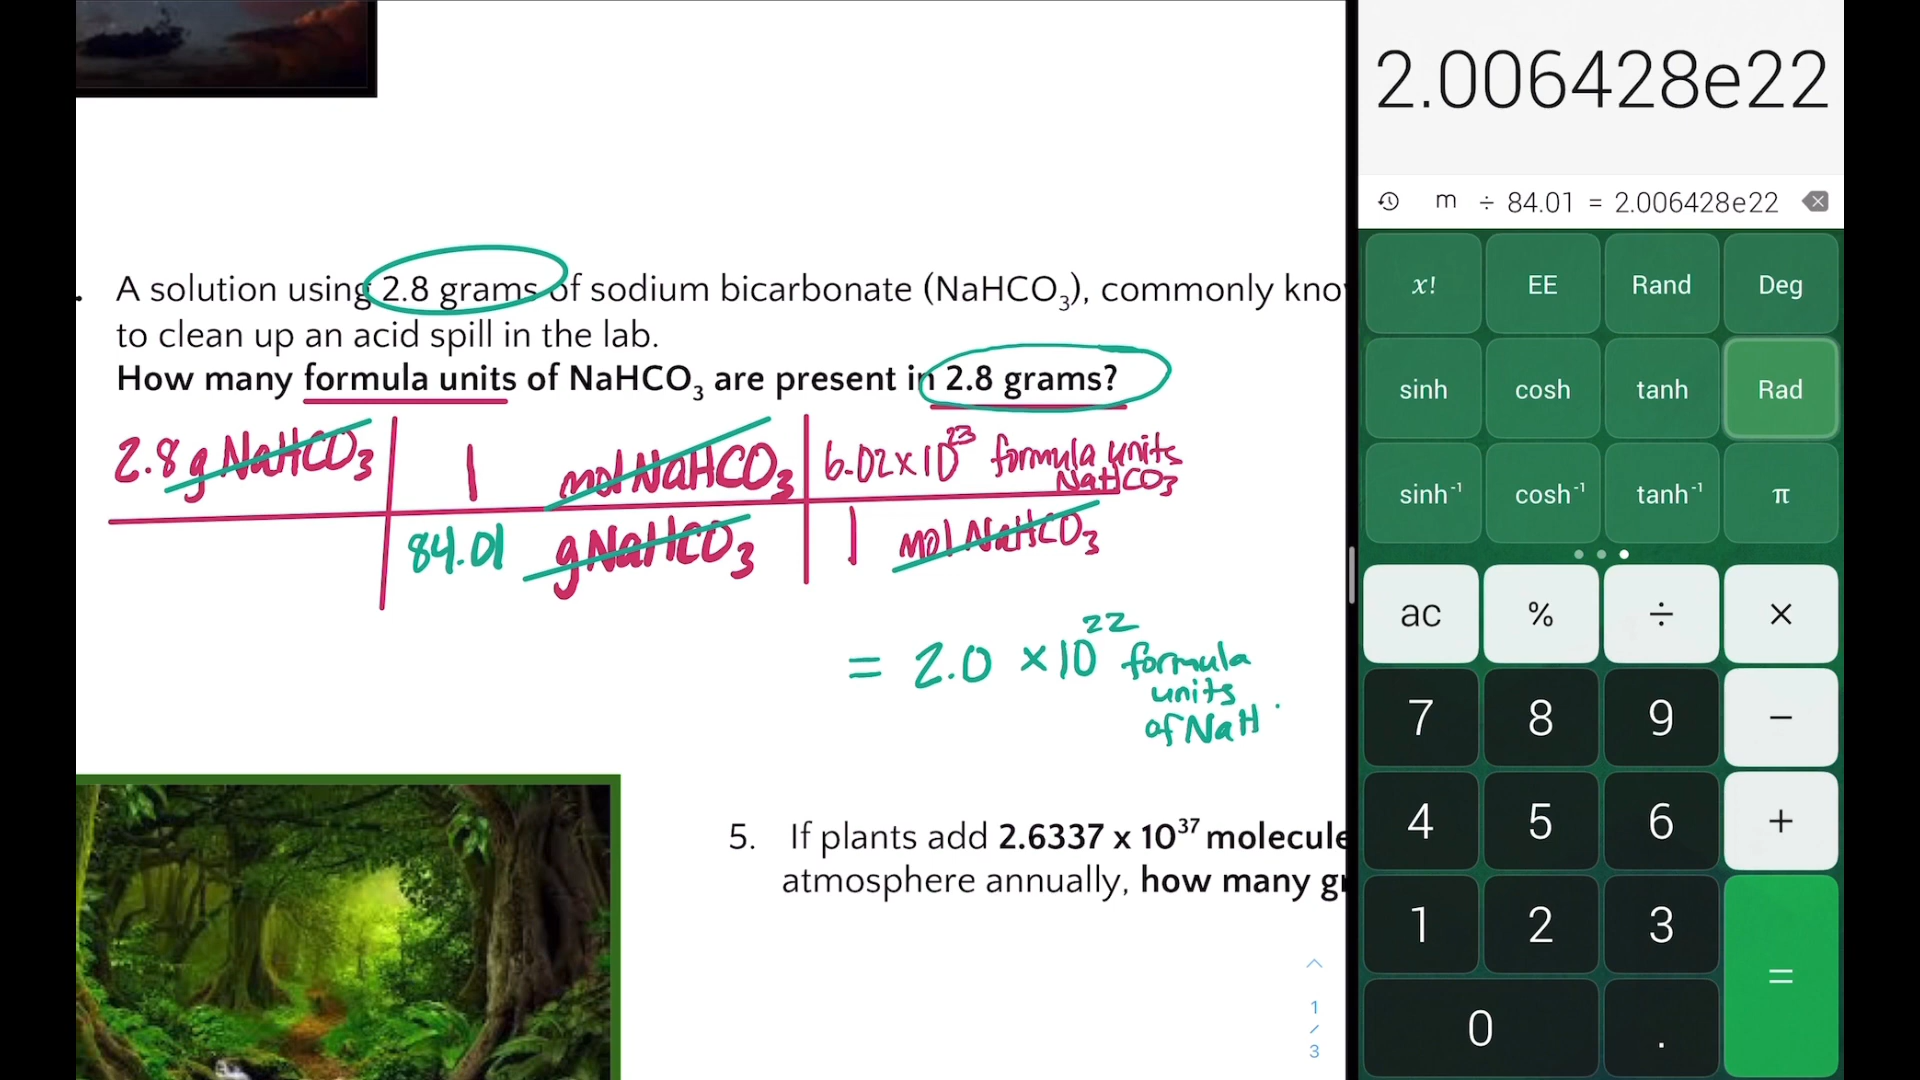 2.006428e22
m ÷ 84.01 = 2.006428e22
. A solution using 2.8 grams of sodium bicarbonate (NaHCO₃), commonly kno
to clean up an acid spill in the lab.
How many formula units of NaHCO₃ are present in 2.8 grams?
2.8 g NaHCO₃ 1 mol NaHCO₃ 6.02x10²³ formula units
NaHCO₃
84.01 g NaHCO₃ 1 mol NaHCO₃
= 2.0 x10²² formula
units
of NaH
5. If plants add 2.6337 x 10³⁷ molecule
atmosphere annually, how many gr
1
/
3
x! EE Rand Deg
sinh cosh tanh Rad
sinh⁻¹ cosh⁻¹ tanh⁻¹ π
ac % ÷ ×
7 8 9 −
4 5 6 +
1 2 3 =
0 .